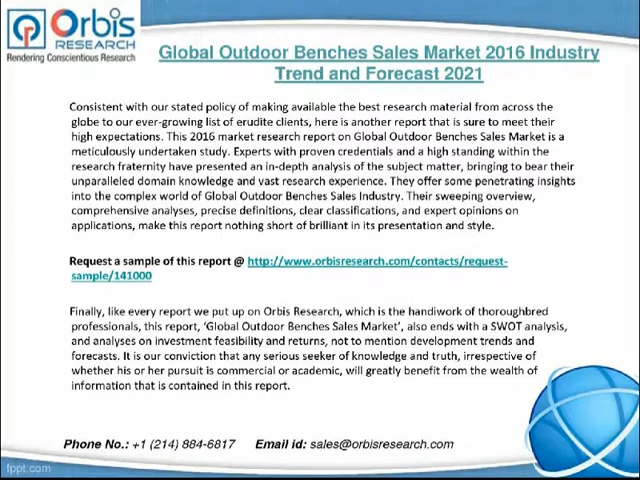 Orbis
RESEARCH
Rendering Conscientious Research
Global Outdoor Benches Sales Market 2016 Industry
Trend and Forecast 2021
Consistent with our stated policy of making available the best research material from across the
globe to our ever-growing list of erudite clients, here is another report that is sure to meet their
high expectations. This 2016 market research report on Global Outdoor Benches Sales Market is a
meticulously undertaken study. Experts with proven credentials and a high standing within the
research fraternity have presented an in-depth analysis of the subject matter, bringing to bear their
unparalleled domain knowledge and vast research experience. They offer some penetrating insights
into the complex world of Global Outdoor Benches Sales Industry. Their sweeping overview,
comprehensive analyses, precise definitions, clear classifications, and expert opinions on
applications, make this report nothing short of brilliant in its presentation and style.
Request a sample of this report @ http://www.orbisresearch.com/contacts/request-
sample/141000
Finally, like every report we put up on Orbis Research, which is the handiwork of thoroughbred
professionals, this report, ‘Global Outdoor Benches Sales Market’, also ends with a SWOT analysis,
and analyses on investment feasibility and returns, not to mention development trends and
forecasts. It is our conviction that any serious seeker of knowledge and truth, irrespective of
whether his or her pursuit is commercial or academic, will greatly benefit from the wealth of
information that is contained in this report.
Phone No.: +1 (214) 884-6817 Email id: sales@orbisresearch.com
fppt.com